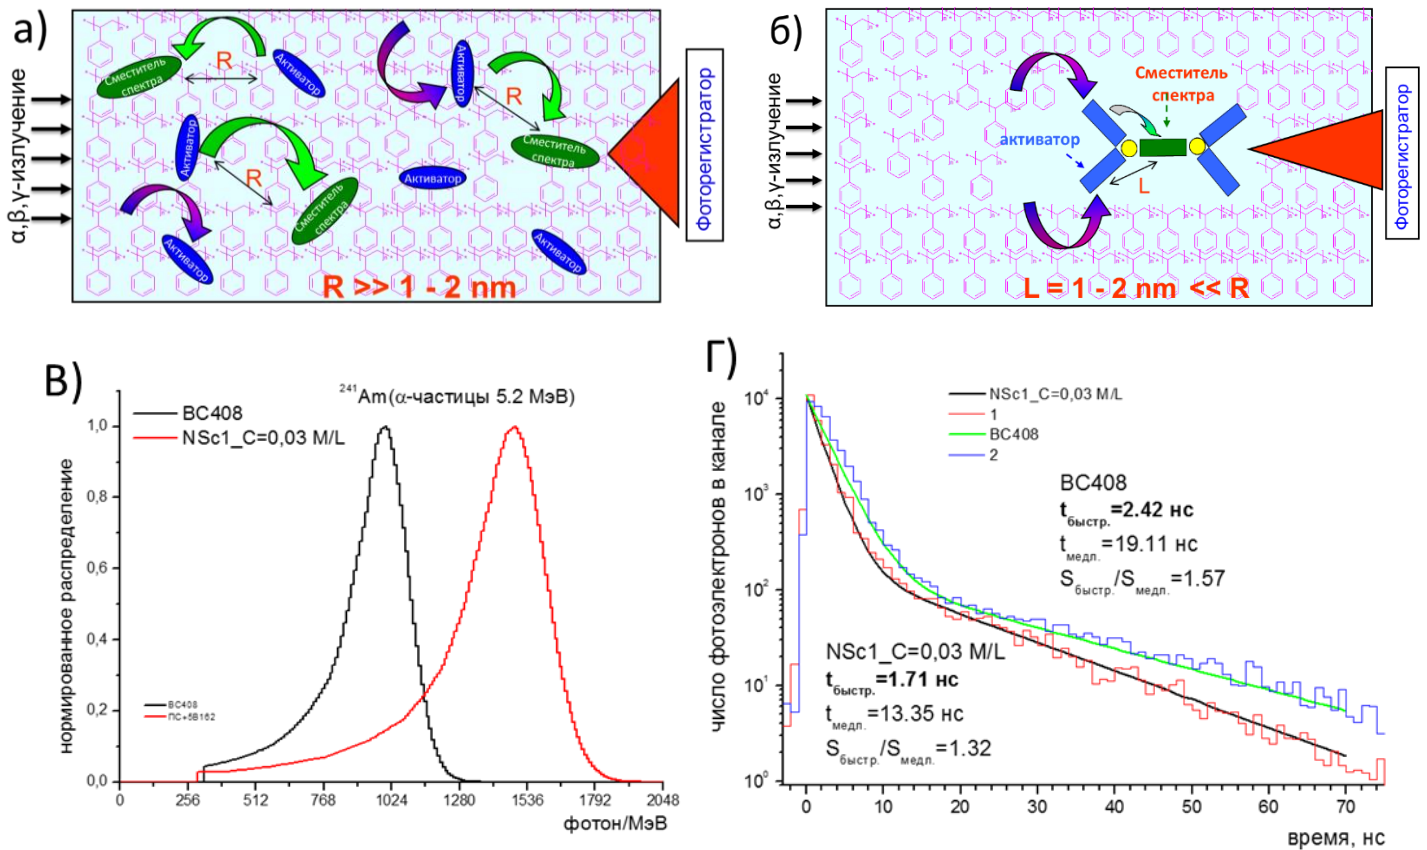 а)
α,β,γ-излучение
Сместитель
спектра
R
Активатор
Активатор
R
Сместитель
спектра
Активатор
R
Сместитель
спектра
Активатор
Активатор
Активатор
R >> 1 - 2 nm
Фоторегистратор
б)
α,β,γ-излучение
Сместитель
спектра
активатор
L
L = 1 - 2 nm << R
Фоторегистратор
В)
241Am(α-частицы 5.2 МэВ)
BC408
NSc1_C=0,03 M/L
1,0
0,8
0,6
0,4
0,2
0,0
нормированное распределение
BC408
ПС+5В162
0 256 512 768 1024 1280 1536 1792 2048
фотон/МэВ
Г)
NSc1_C=0,03 M/L
1
BC408
2
BC408
tбыстр.=2.42 нс
tмедл.=19.11 нс
Sбыстр./Sмедл.=1.57
NSc1_C=0,03 M/L
tбыстр.=1.71 нс
tмедл.=13.35 нс
Sбыстр./Sмедл.=1.32
10^4
10^3
10^2
10^1
10^0
число фотоэлектронов в канале
0 10 20 30 40 50 60 70
время, нс